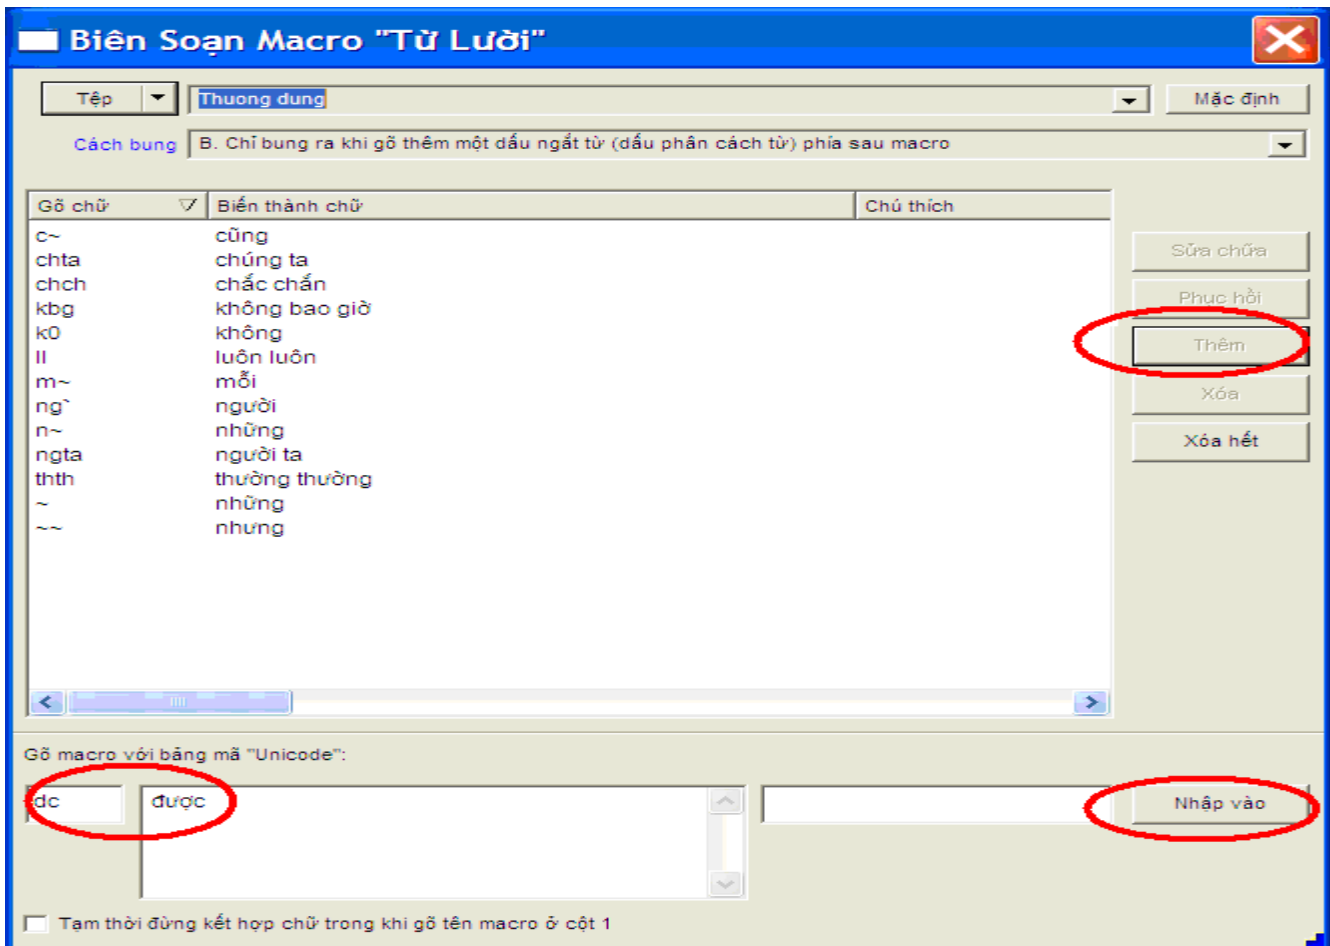 Biên Soạn Macro "Từ Lười"
Tệp Thuong dung Mặc định
Cách bung B. Chỉ bung ra khi gõ thêm một dấu ngắt từ (dấu phân cách từ) phía sau macro
Gõ chữ Biến thành chữ Chú thích
c~ cũng
chta chúng ta
chch chắc chắn
kbg không bao giờ
k0 không
ll luôn luôn
m~ mỗi
ng` người
n~ những
ngta người ta
thth thường thường
~ những
~~ nhưng
Sửa chữa
Phục hồi
Thêm
Xóa
Xóa hết
Gõ macro với bảng mã "Unicode":
dc được Nhập vào
Tạm thời đừng kết hợp chữ trong khi gõ tên macro ở cột 1